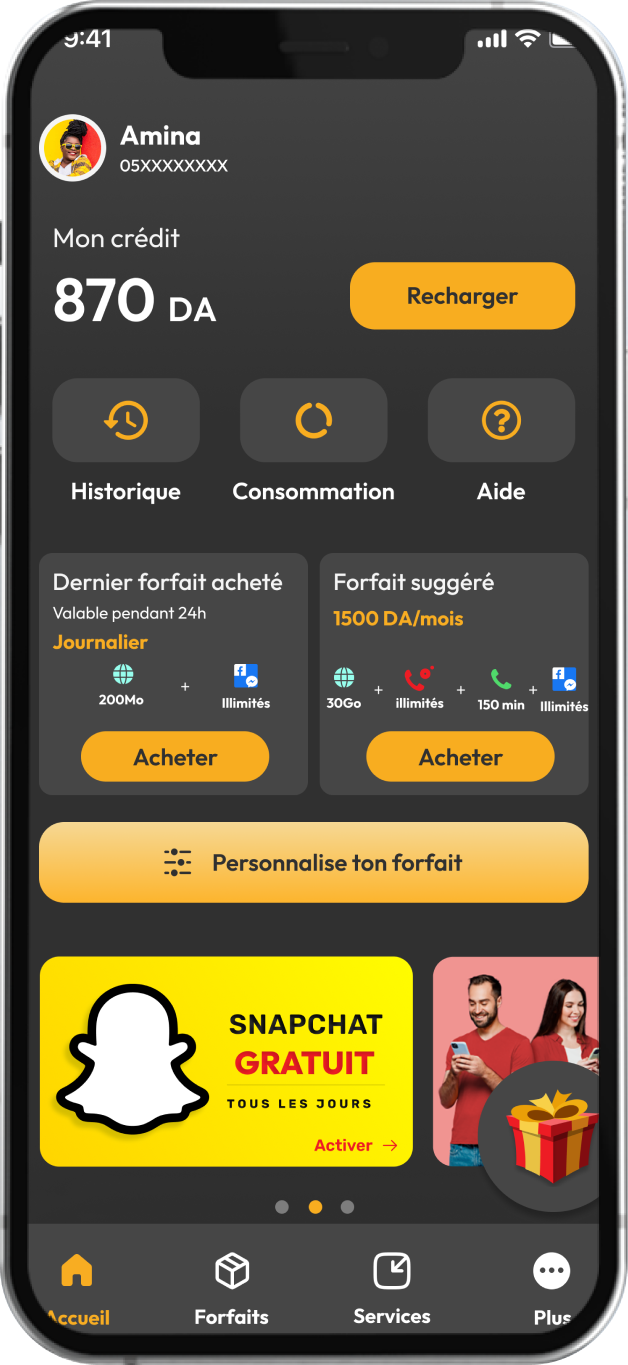 9:41
Amina
05XXXXXXXX
Mon crédit
870 DA
Recharger
Historique
Consommation
Aide
Dernier forfait acheté
Valable pendant 24h
Journalier
200Mo
+
Illimités
Acheter
Forfait suggéré
1500 DA/mois
30Go
+
illimités
+
150 min
+
Illimités
Acheter
Personnalise ton forfait
SNAPCHAT
GRATUIT
TOUS LES JOURS
Activer →
Accueil
Forfaits
Services
Plus